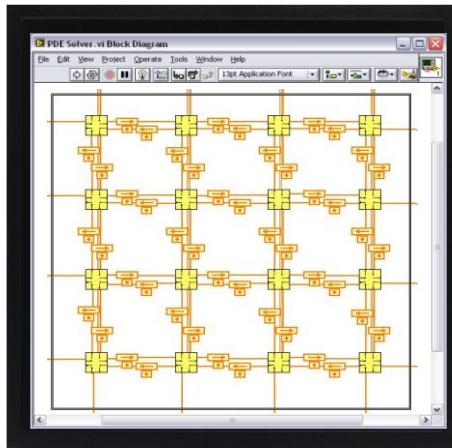 PDE Solver.vi Block Diagram
File Edit View Project Operate Tools Window Help
13pt Application Font